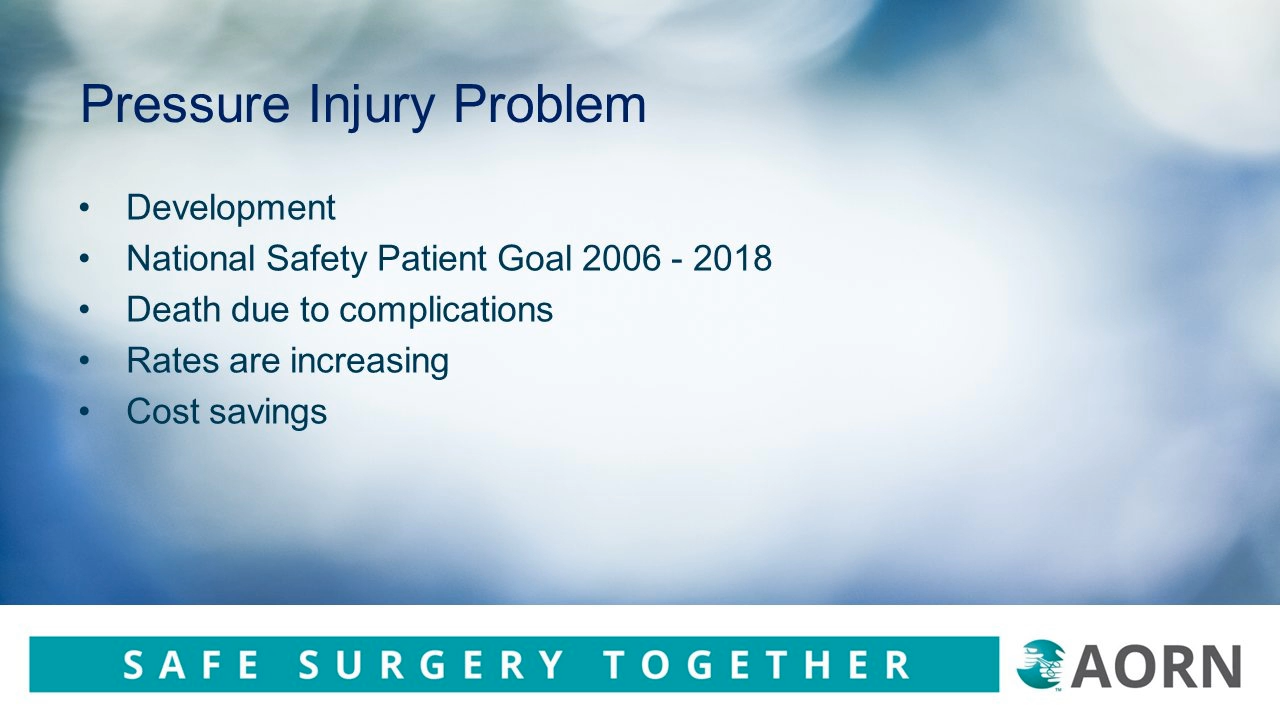 Pressure Injury Problem
• Development
• National Safety Patient Goal 2006 - 2018
• Death due to complications
• Rates are increasing
• Cost savings
SAFE SURGERY TOGETHER
AORN
™